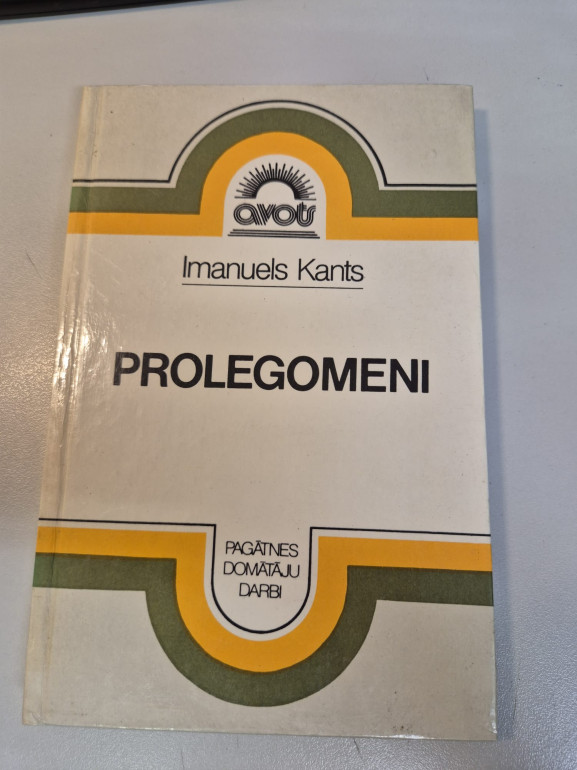 avots
Imanuels Kants
PROLEGOMENI
PAGĀTNES
DOMĀTĀJU
DARBI